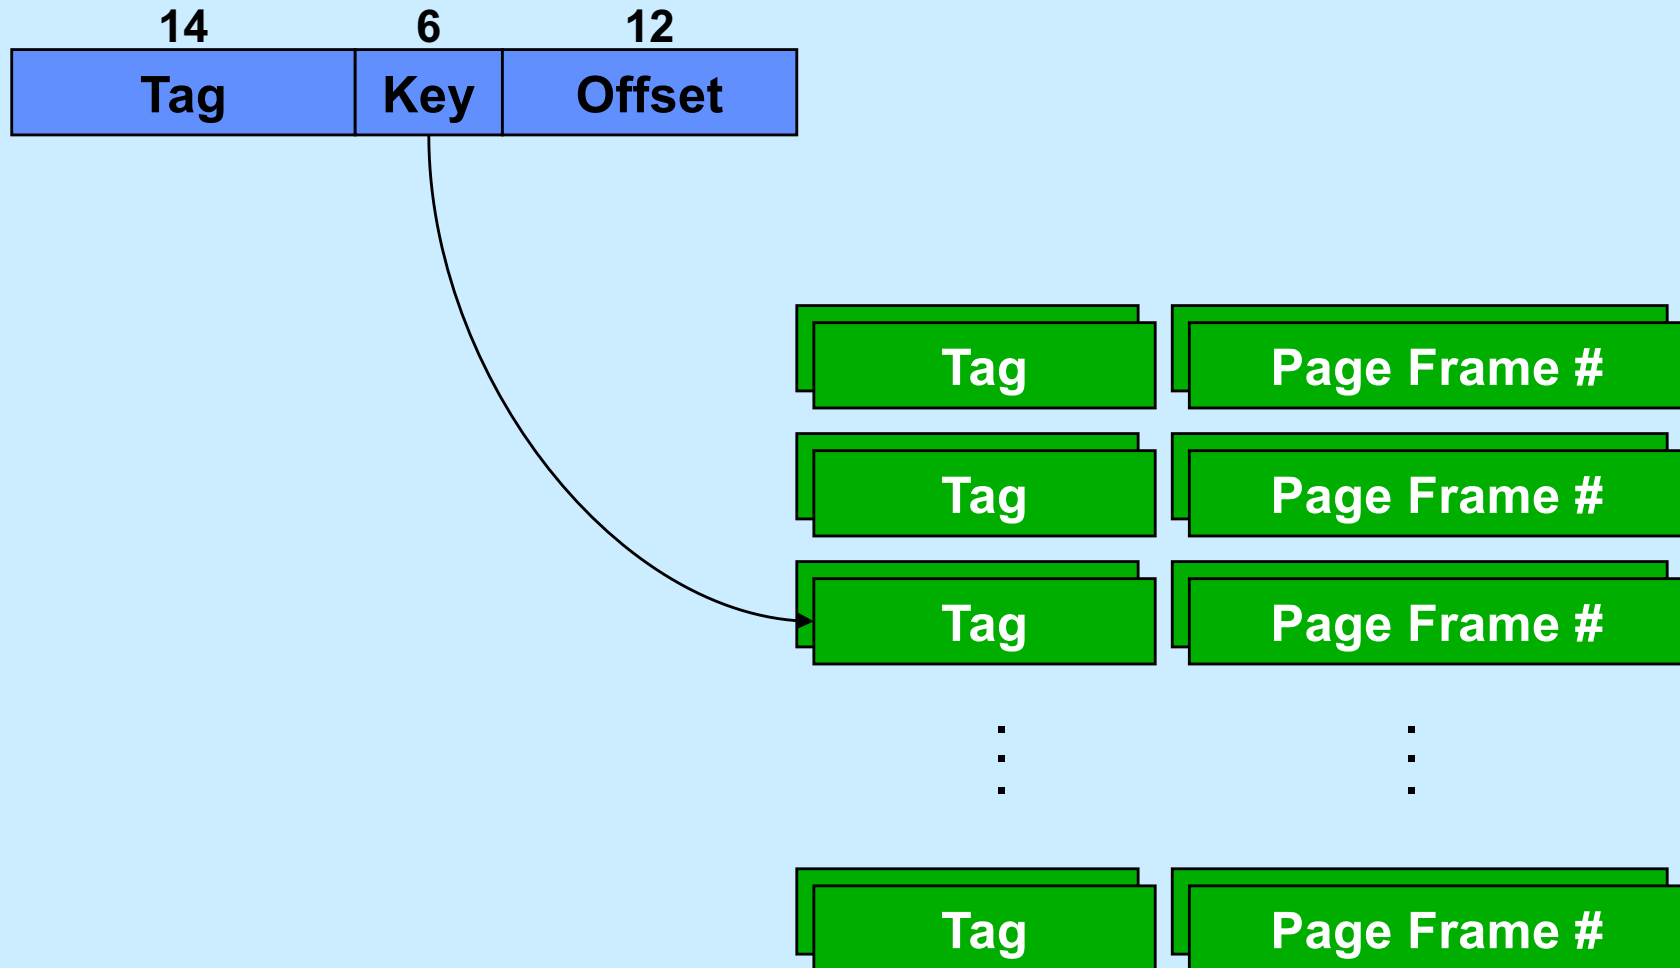 14 6 12
Tag Key Offset
Tag Page Frame #
Tag Page Frame #
Tag Page Frame #
. .
. .
. .
Tag Page Frame #